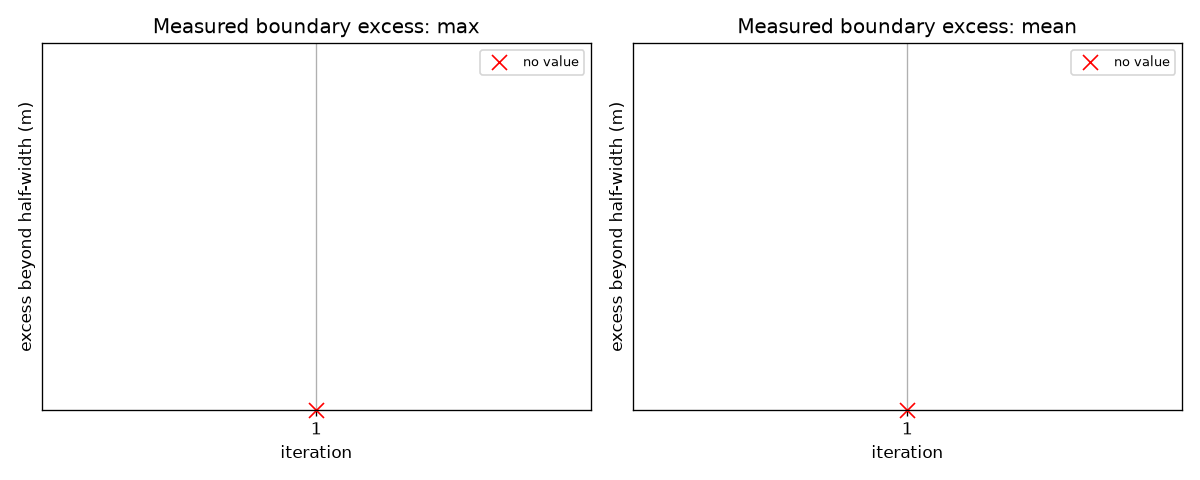 Measured boundary excess: max
no value
excess beyond half-width (m)
1
iteration
Measured boundary excess: mean
no value
excess beyond half-width (m)
1
iteration